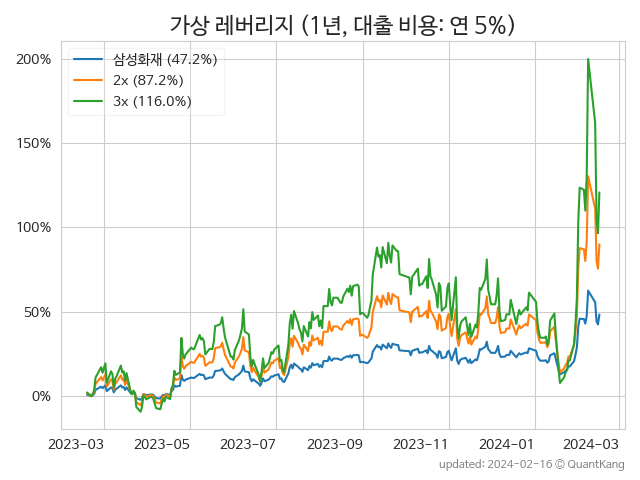 가상 레버리지 (1년, 대출 비용: 연 5%)
삼성화재 (47.2%)
2x (87.2%)
3x (116.0%)
200%
150%
100%
50%
0%
2023-03 2023-05 2023-07 2023-09 2023-11 2024-01 2024-03
updated: 2024-02-16 © QuantKang